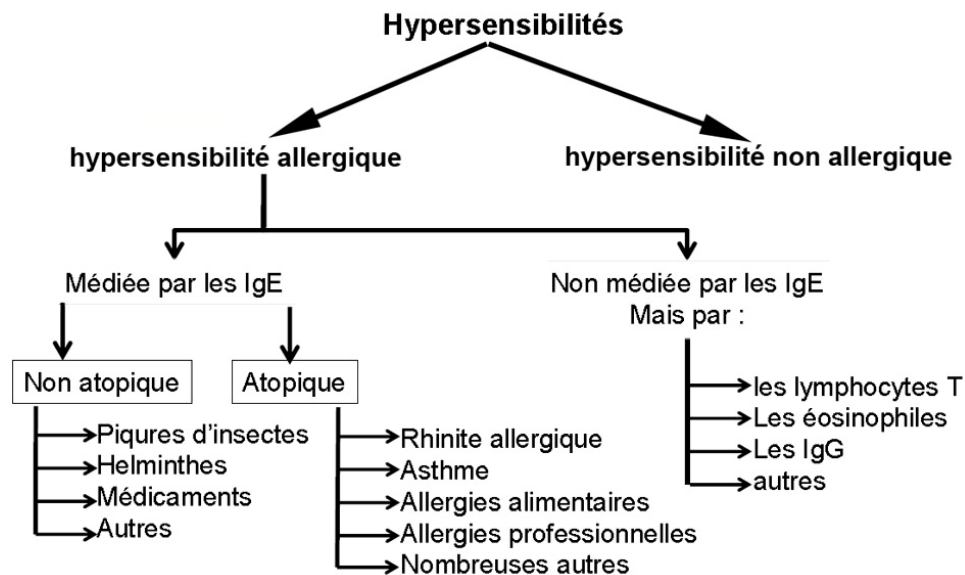 Hypersensibilités
hypersensibilité allergique
hypersensibilité non allergique
Médiée par les IgE
Non médiée par les IgE
Mais par :
Non atopique
Atopique
Piqures d'insectes
Helminthes
Médicaments
Autres
Rhinite allergique
Asthme
Allergies alimentaires
Allergies professionnelles
Nombreuses autres
les lymphocytes T
Les éosinophiles
Les IgG
autres